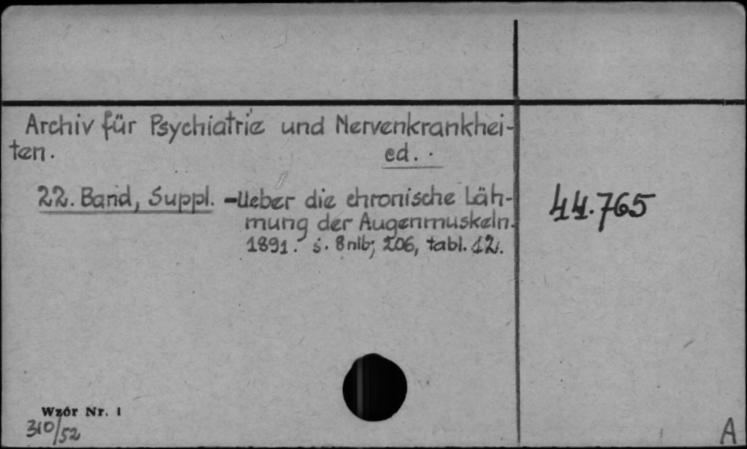 Archiv für Psychiatrie und Nervenkrankhei-
ten. ed. .
22. Band, Suppl. - Ueber die chronische Läh-
mung der Augenmuskeln.
1891. s. 8nlb; 206, tabl. 12.
44.765
Wzór Nr. 1
310/52
A